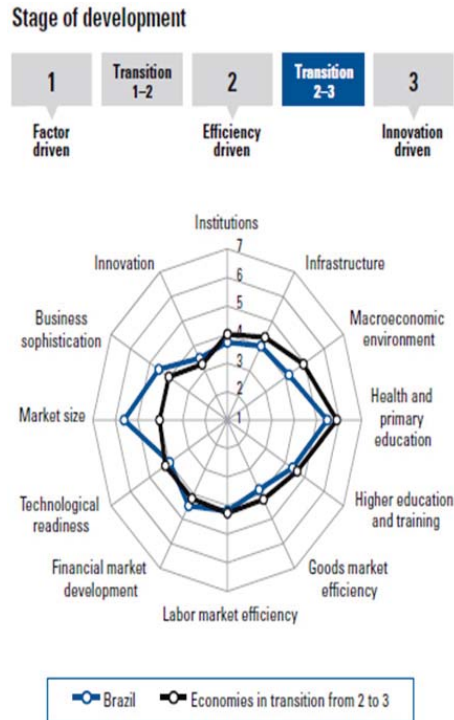 Stage of development
1
Transition
1–2
2
Transition
2–3
3
Factor
driven
Efficiency
driven
Innovation
driven
Institutions
7
6
5
4
3
2
1
Innovation
Infrastructure
Business
sophistication
Macroeconomic
environment
Market size
Health and
primary
education
Technological
readiness
Higher education
and training
Financial market
development
Goods market
efficiency
Labor market efficiency
Brazil
Economies in transition from 2 to 3